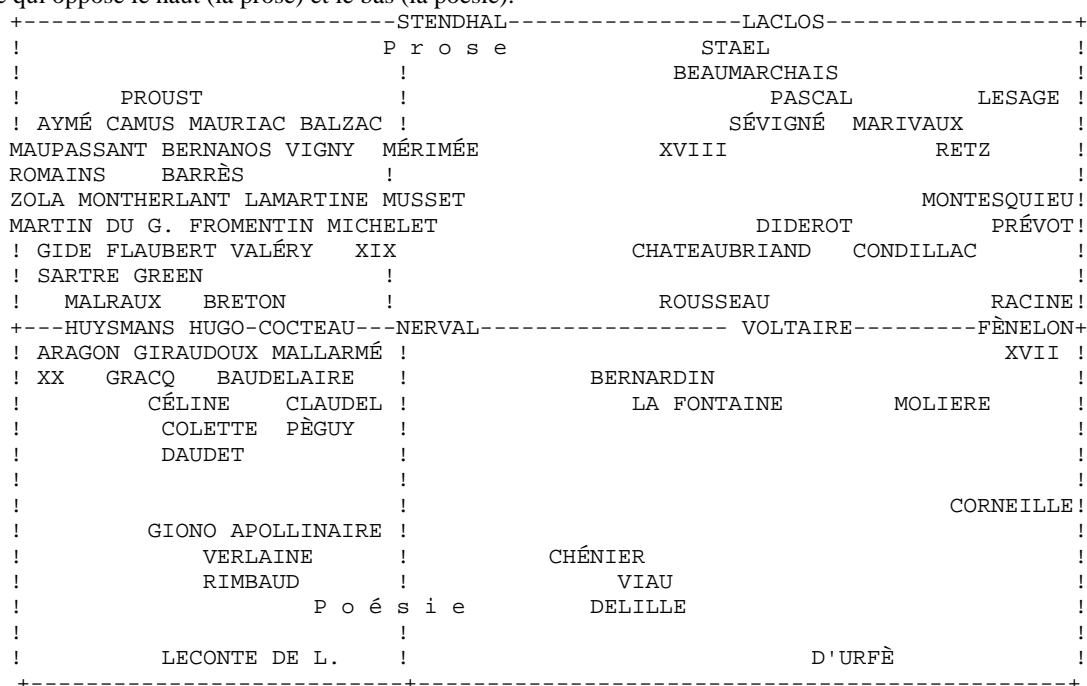 ce qui oppose le haut (la prose) et le bas (la poésie).
+---------------------------STENDHAL-----------------LACLOS------------------+
! P r o s e STAEL !
! ! BEAUMARCHAIS !
! PROUST ! PASCAL LESAGE !
! AYMÉ CAMUS MAURIAC BALZAC ! SÉVIGNÉ MARIVAUX !
MAUPASSANT BERNANOS VIGNY MÉRIMÉE XVIII RETZ !
ROMAINS BARRÈS ! !
ZOLA MONTHERLANT LAMARTINE MUSSET MONTESQUIEU!
MARTIN DU G. FROMENTIN MICHELET DIDEROT PRÉVOT!
! GIDE FLAUBERT VALÉRY XIX CHATEAUBRIAND CONDILLAC !
! SARTRE GREEN ! !
! MALRAUX BRETON ! ROUSSEAU RACINE!
+---HUYSMANS HUGO-COCTEAU---NERVAL------------------ VOLTAIRE---------FÈNELON+
! ARAGON GIRAUDOUX MALLARMÉ ! XVII !
! XX GRACQ BAUDELAIRE ! BERNARDIN !
! CÉLINE CLAUDEL ! LA FONTAINE MOLIERE !
! COLETTE PÈGUY ! !
! DAUDET ! !
! ! !
! ! CORNEILLE!
! GIONO APOLLINAIRE ! !
! VERLAINE ! CHÉNIER !
! RIMBAUD ! VIAU !
! P o é s i e DELILLE !
! ! !
! LECONTE DE L. ! D'URFÈ !
+---------------------------+-----------------------------------------------+